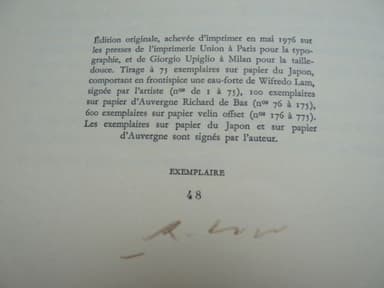 Édition originale, achevée d'imprimer en mai 1976 sur
les presses de l'imprimerie Union à Paris pour la typo-
graphie, et de Giorgio Upiglio à Milan pour la taille-
douce. Tirage à 75 exemplaires sur papier du Japon,
comportant en frontispice une eau-forte de Wifredo Lam,
signée par l'artiste (nos de 1 à 75), 100 exemplaires
sur papier d'Auvergne Richard de Bas (nos 76 à 175),
600 exemplaires sur papier velin offset (nos 176 à 775).
Les exemplaires sur papier du Japon et sur papier
d'Auvergne sont signés par l'auteur.
EXEMPLAIRE
48